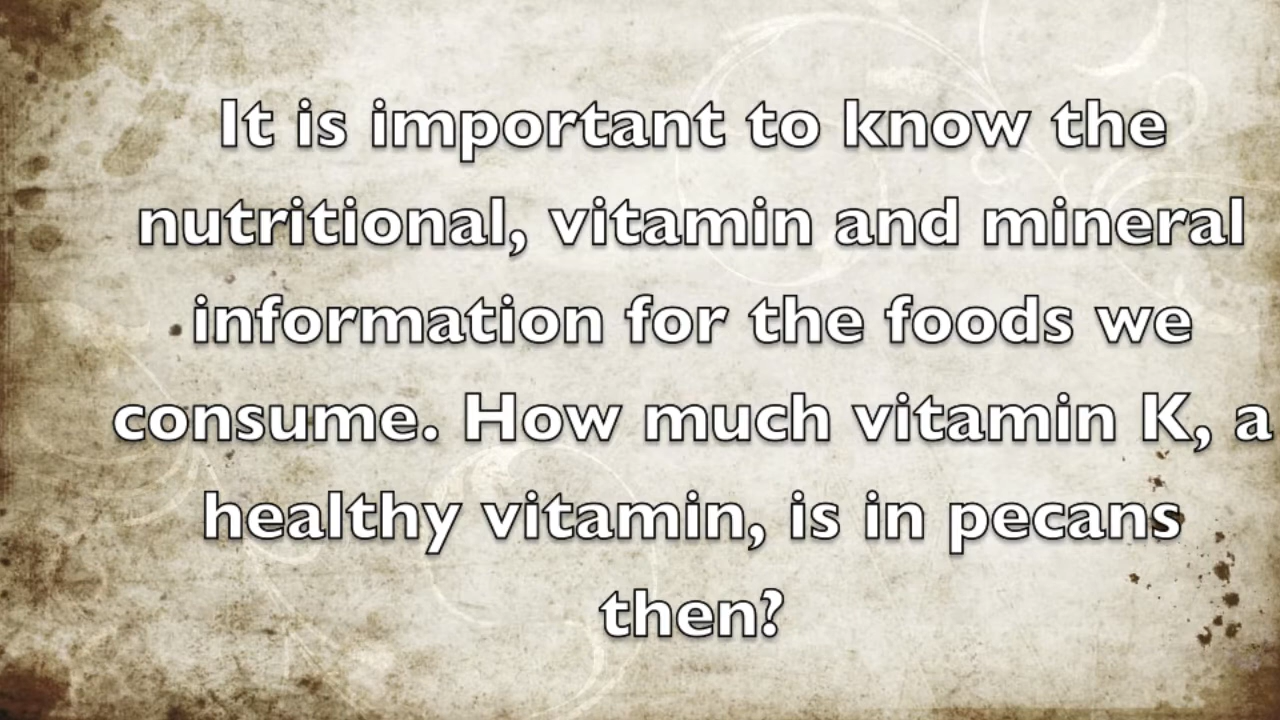 It is important to know the
nutritional, vitamin and mineral
information for the foods we
consume. How much vitamin K, a
healthy vitamin, is in pecans
then?